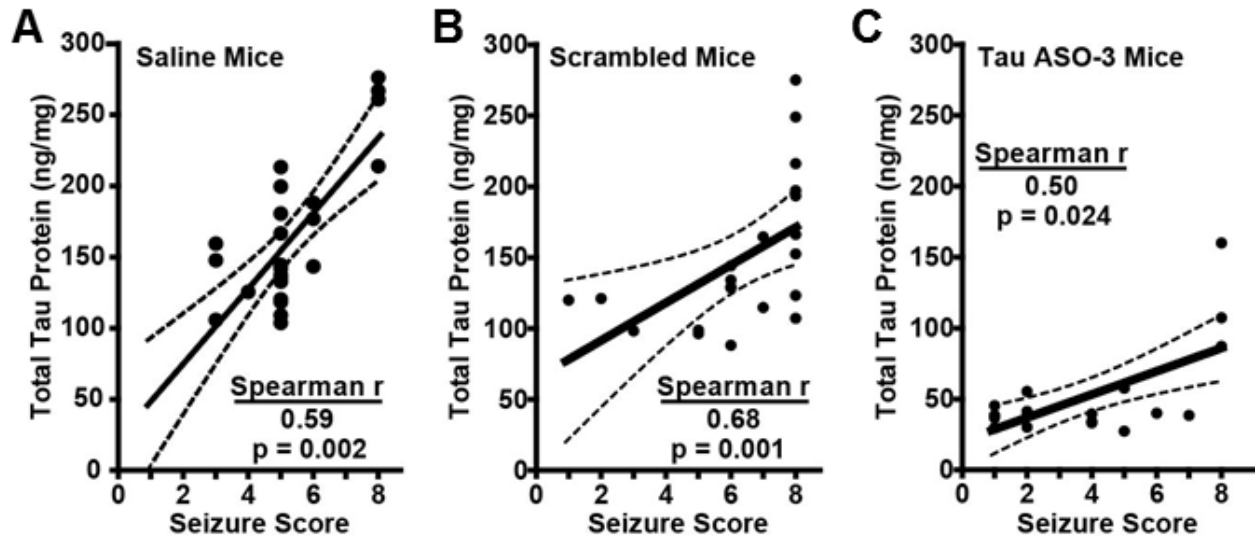 A
Saline Mice
Total Tau Protein (ng/mg)
300
250
200
150
100
50
0
Spearman r
0.59
p = 0.002
0 2 4 6 8
Seizure Score
B
Scrambled Mice
Total Tau Protein (ng/mg)
300
250
200
150
100
50
0
Spearman r
0.68
p = 0.001
0 2 4 6 8
Seizure Score
C
Tau ASO-3 Mice
Total Tau Protein (ng/mg)
300
250
200
150
100
50
0
Spearman r
0.50
p = 0.024
0 2 4 6 8
Seizure Score